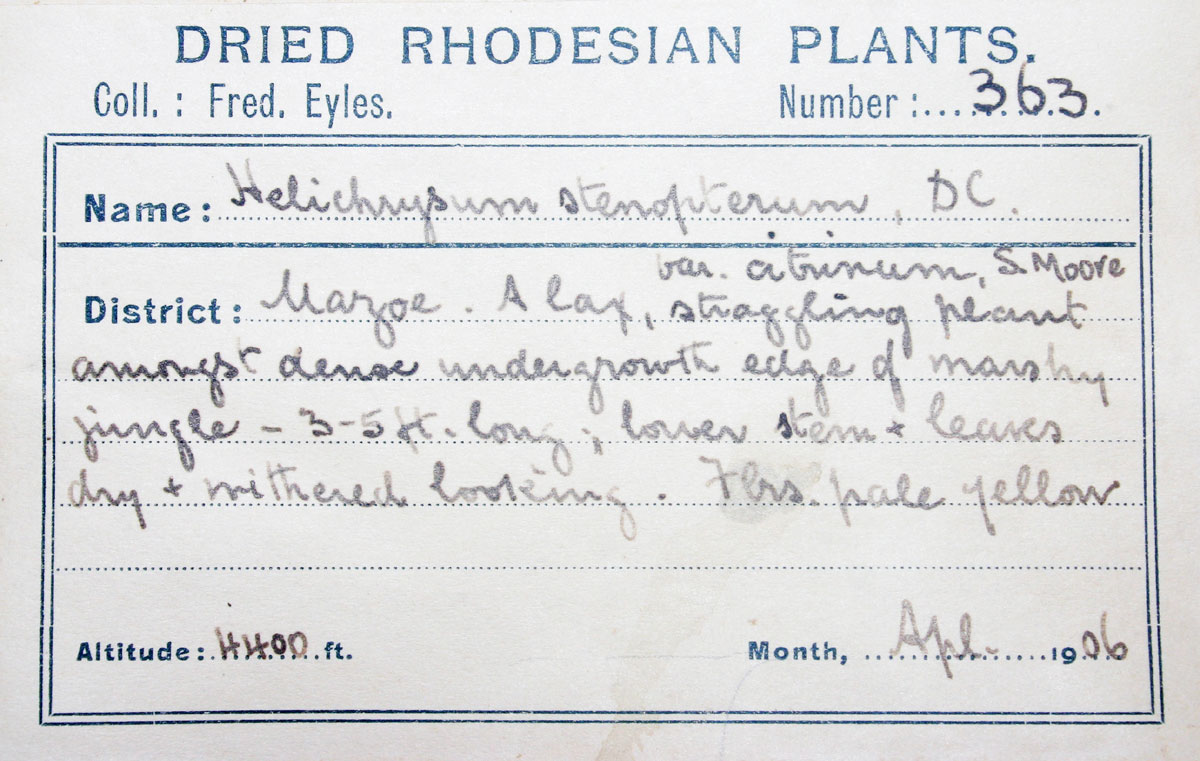 DRIED RHODESIAN PLANTS.
Coll. : Fred. Eyles.
Number : 363.
Name : Helichrysum stenopterum, DC.
var. citrinum, S. Moore
District : Mazoe. A lax, straggling plant
amongst dense undergrowth edge of marshy
jungle - 3-5 ft. long; lower stem + leaves
dry + withered looking. Flrs. pale yellow
Altitude : 4400 ft.
Month, Apl. 1906